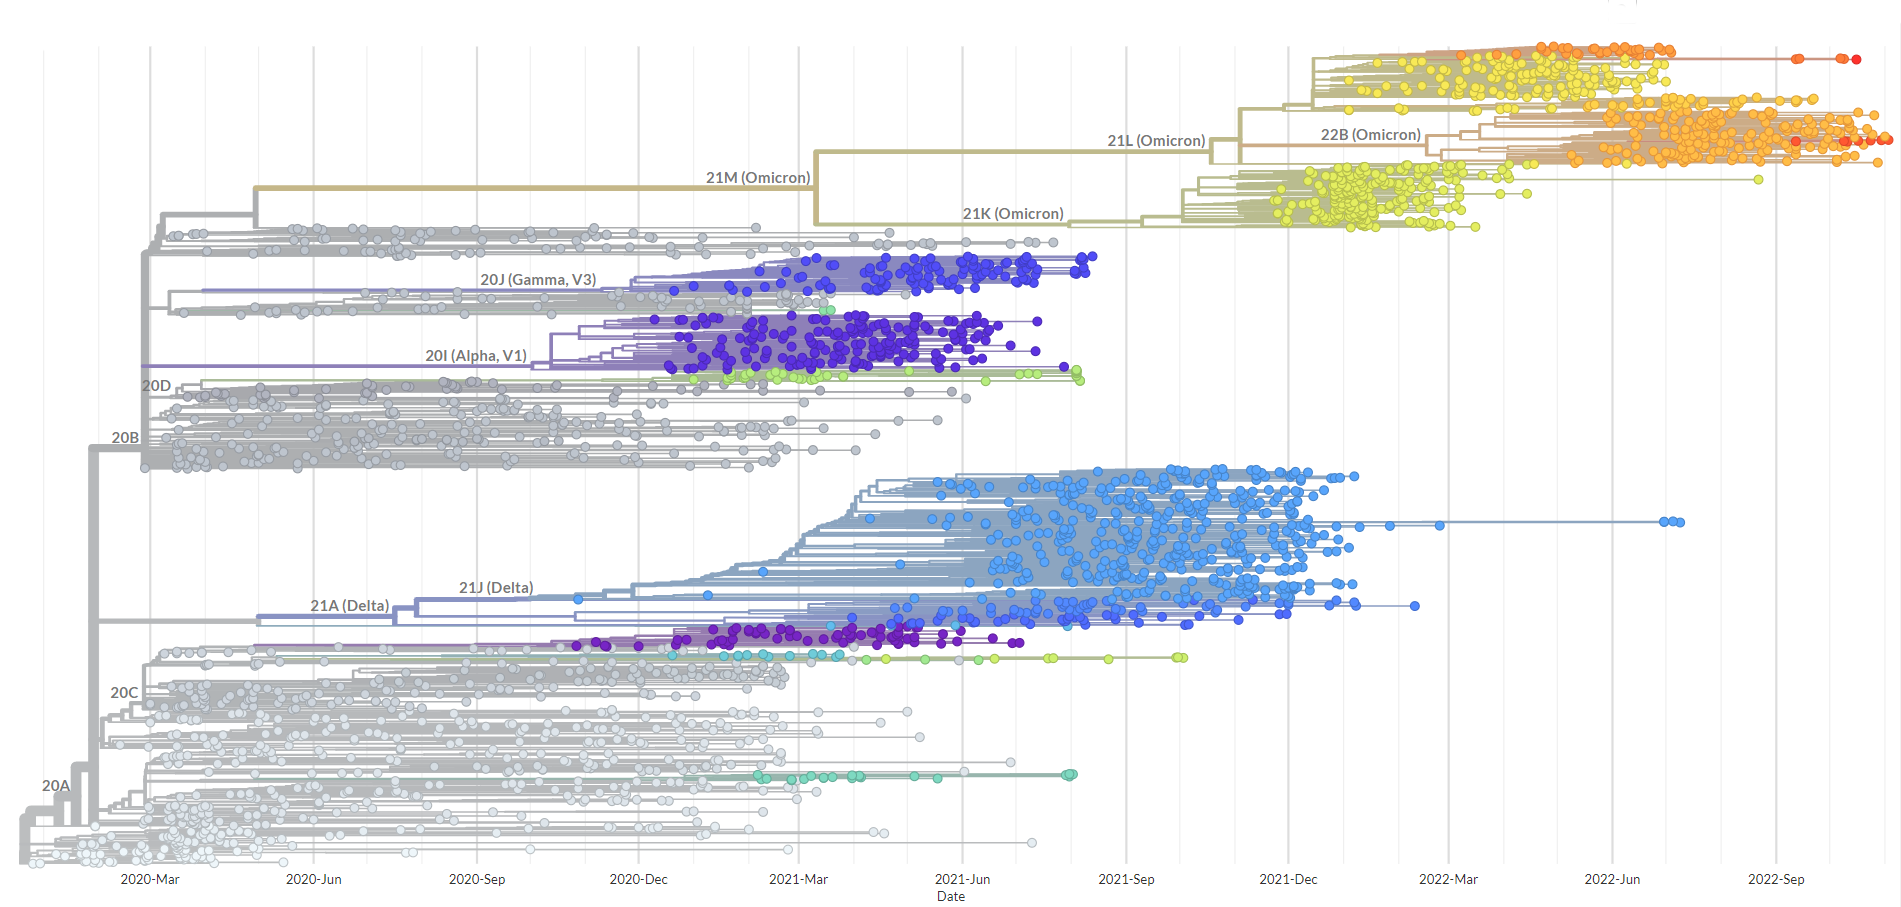 21L (Omicron)
22B (Omicron)
21M (Omicron)
21K (Omicron)
20J (Gamma, V3)
20I (Alpha, V1)
20D
20B
21J (Delta)
21A (Delta)
20C
20A
2020-Mar 2020-Jun 2020-Sep 2020-Dec 2021-Mar 2021-Jun 2021-Sep 2021-Dec 2022-Mar 2022-Jun 2022-Sep
Date